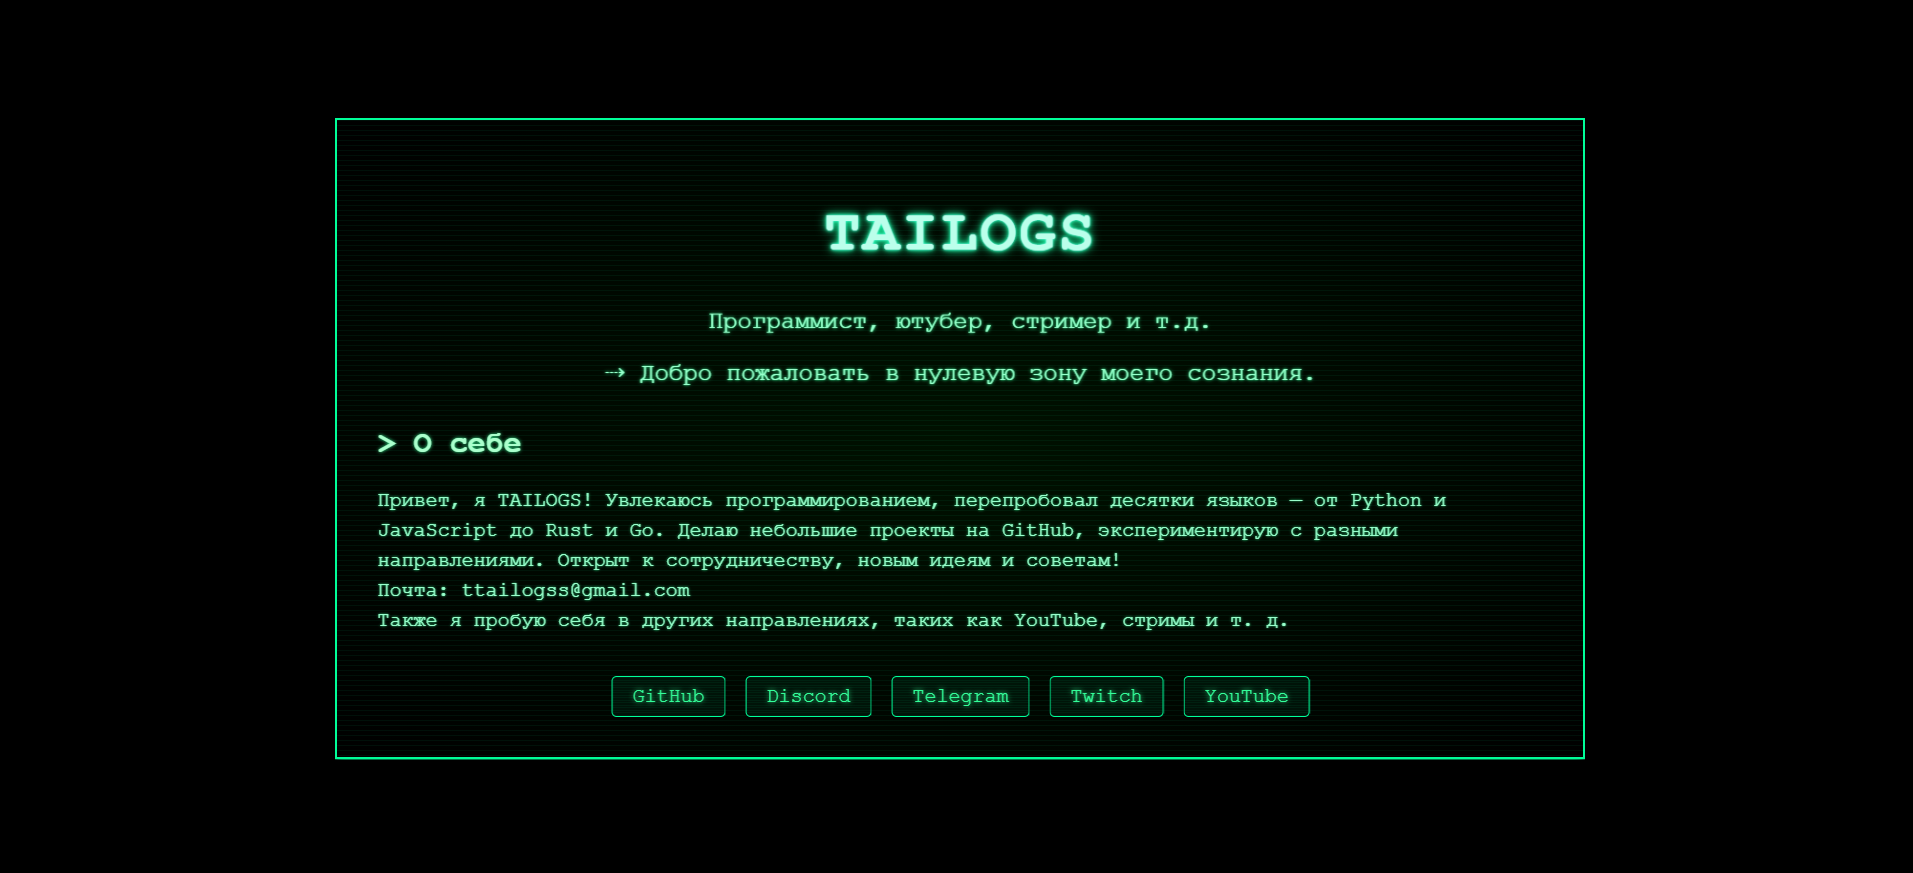 TAILOGS
Программист, ютубер, стример и т.д.
⇢ Добро пожаловать в нулевую зону моего сознания.
> О себе
Привет, я TAILOGS! Увлекаюсь программированием, перепробовал десятки языков — от Python и
JavaScript до Rust и Go. Делаю небольшие проекты на GitHub, экспериментирую с разными
направлениями. Открыт к сотрудничеству, новым идеям и советам!
Почта: ttailogss@gmail.com
Также я пробую себя в других направлениях, таких как YouTube, стримы и т. д.
GitHub Discord Telegram Twitch YouTube